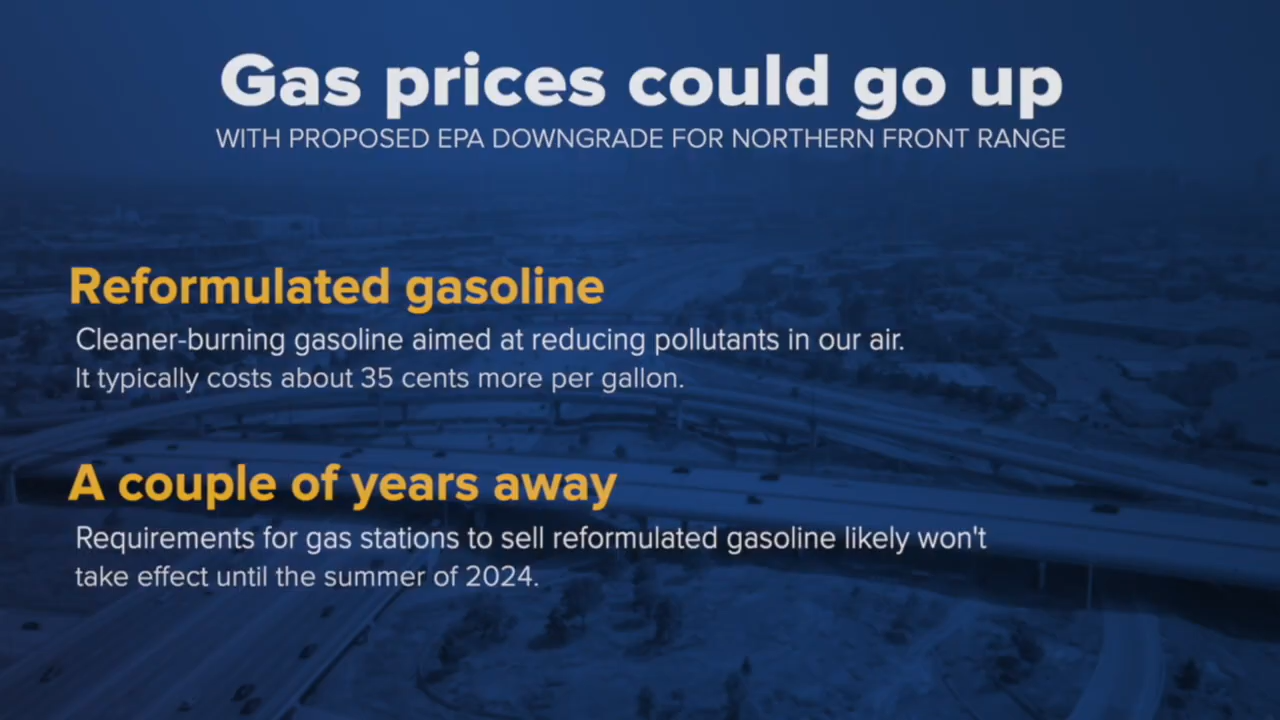 Gas prices could go up
WITH PROPOSED EPA DOWNGRADE FOR NORTHERN FRONT RANGE
Reformulated gasoline
Cleaner-burning gasoline aimed at reducing pollutants in our air.
It typically costs about 35 cents more per gallon.
A couple of years away
Requirements for gas stations to sell reformulated gasoline likely won't
take effect until the summer of 2024.